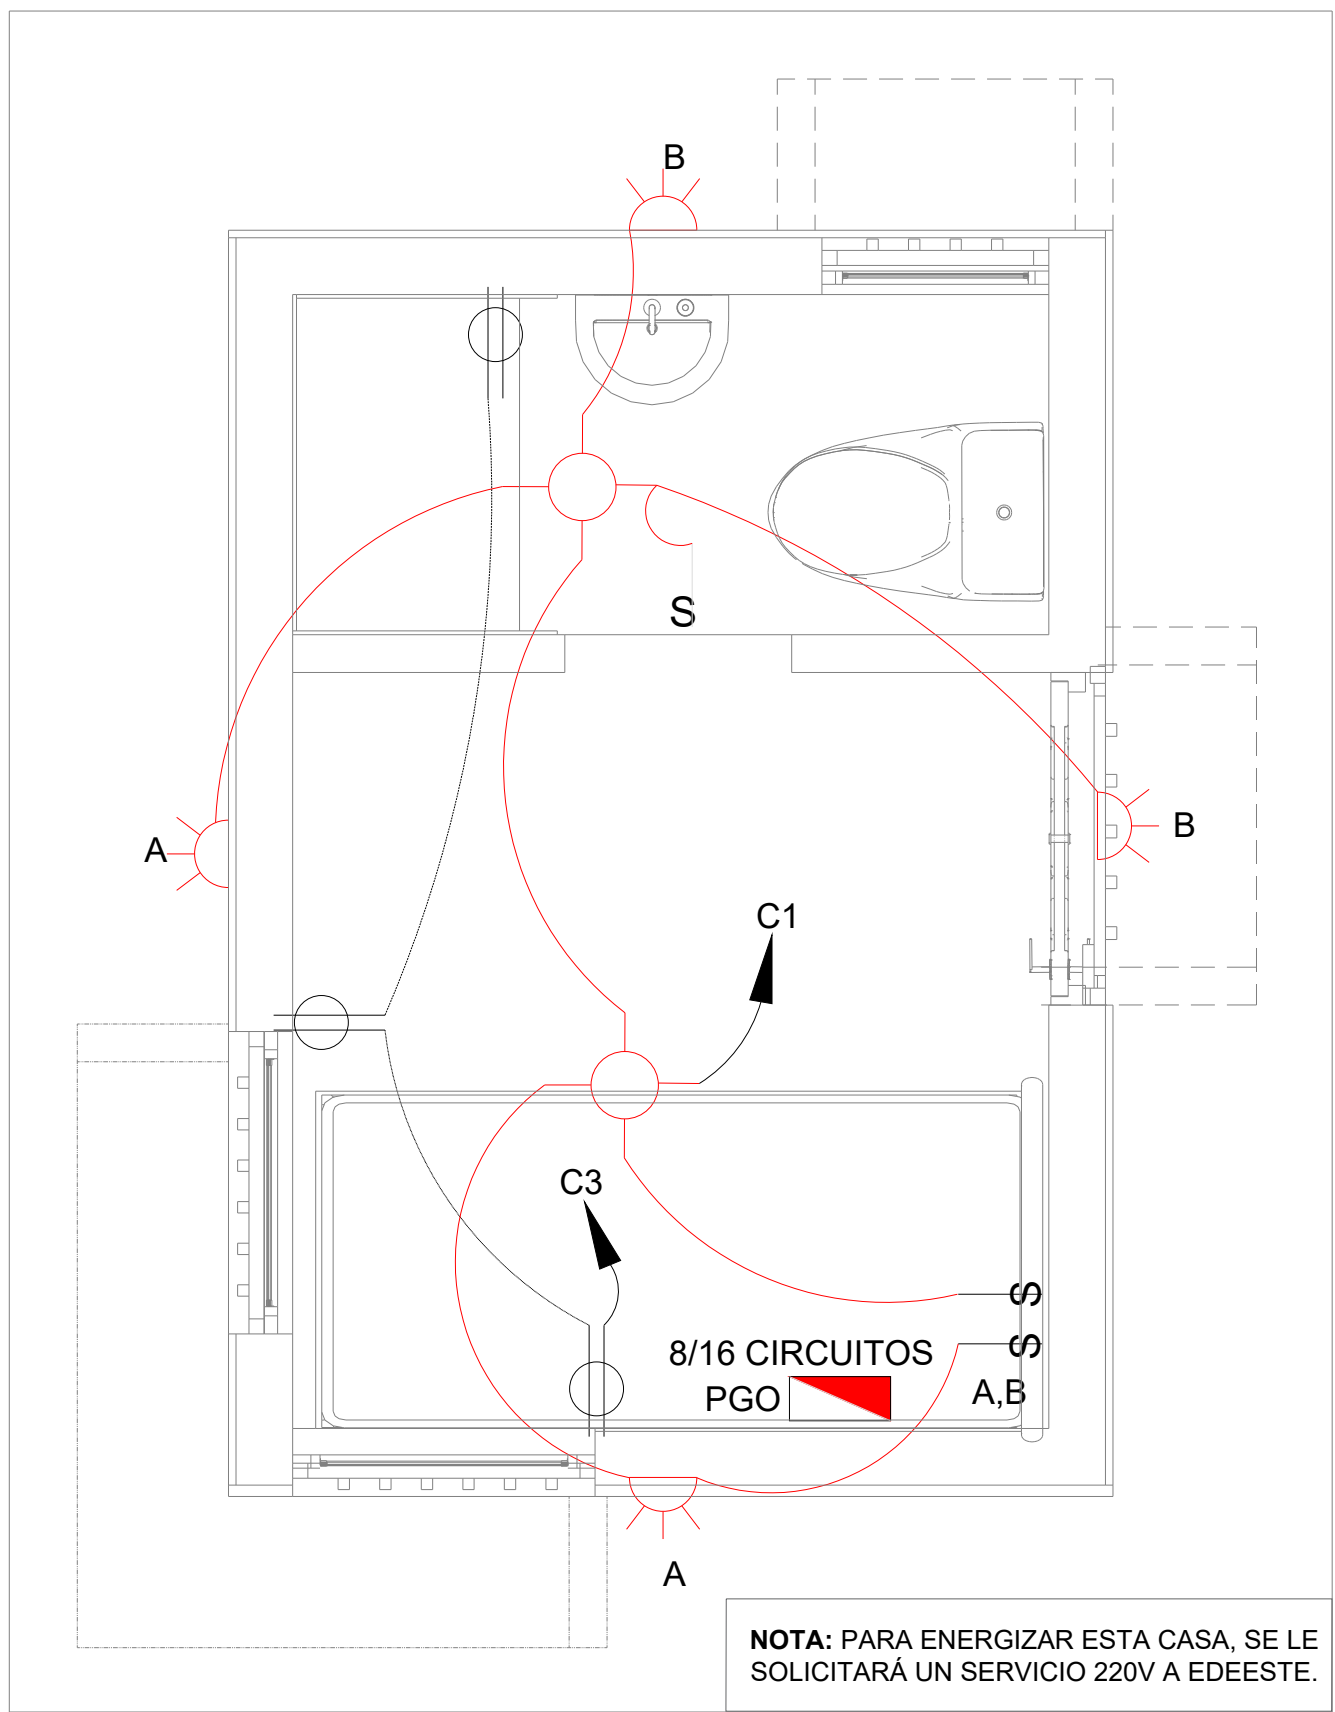 B
S
A
B
C1
C3
S
S
8/16 CIRCUITOS
PGO
A,B
A
NOTA: PARA ENERGIZAR ESTA CASA, SE LE
SOLICITARÁ UN SERVICIO 220V A EDEESTE.